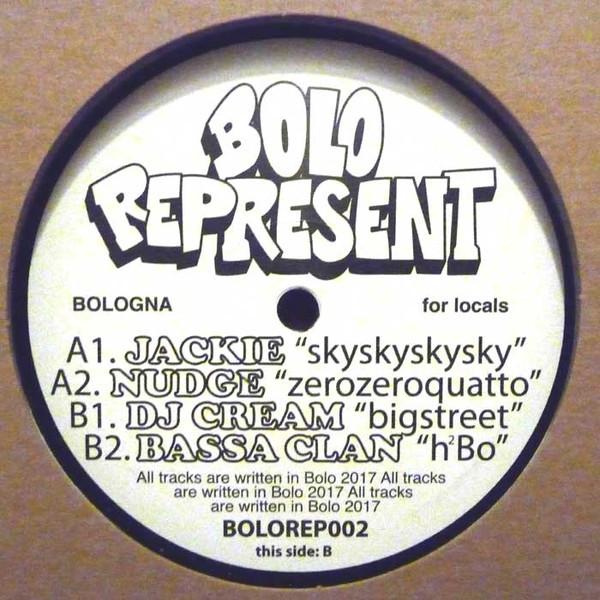 BOLO
REPRESENT
BOLOGNA for locals
A1. JACKIE “skyskyskysky”
A2. NUDGE “zerozeroquatto”
B1. DJ CREAM “bigstreet”
B2. BASSA CLAN “h²Bo”
All tracks are written in Bolo 2017 All tracks
are written in Bolo 2017 All tracks
are written in Bolo 2017
BOLOREP002
this side: B